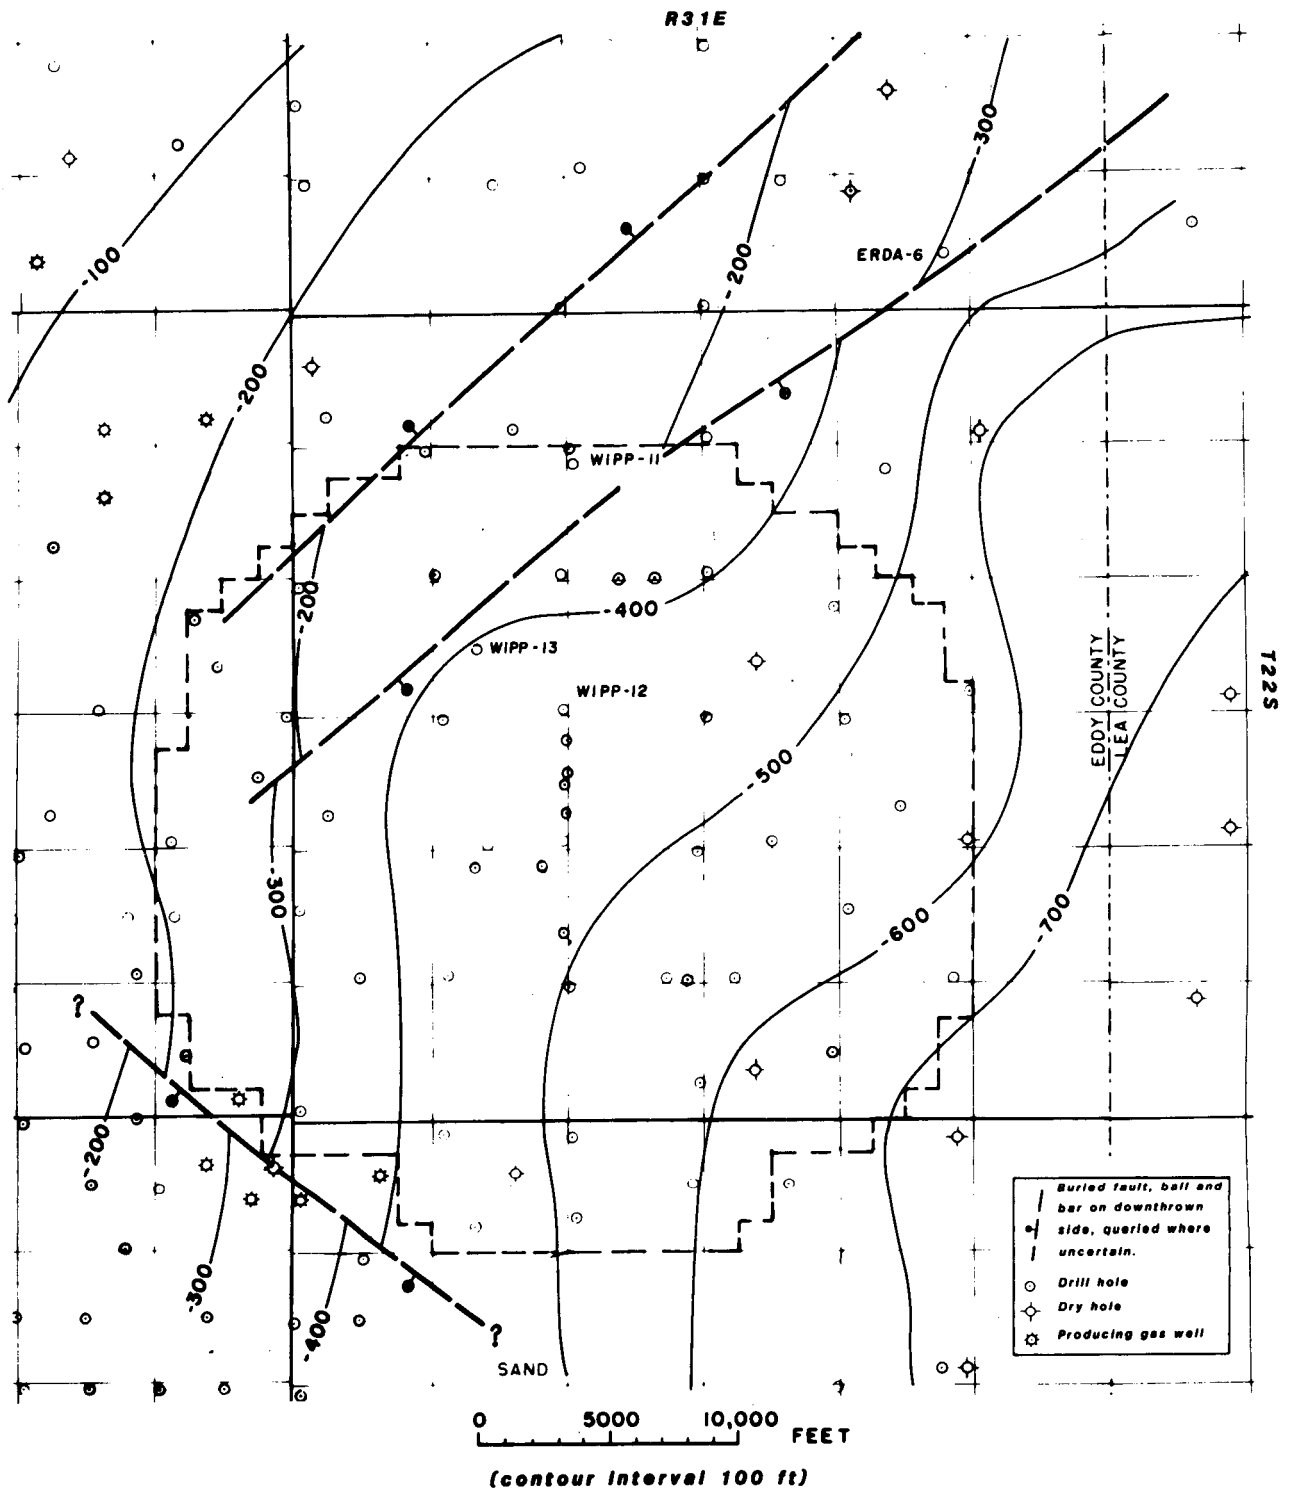 R31E
-300
-100
-200
ERDA-6
-200
WIPP-11
-200
-400
WIPP-13
WIPP-12
EDDY COUNTY
LEA COUNTY
T22S
-500
-300
-700
-600
?
-200
-300
-400
?
SAND
Buried fault, ball and
bar on downthrown
side, queried where
uncertain.
Drill hole
Dry hole
Producing gas well
0 5000 10,000
FEET
(contour interval 100 ft)